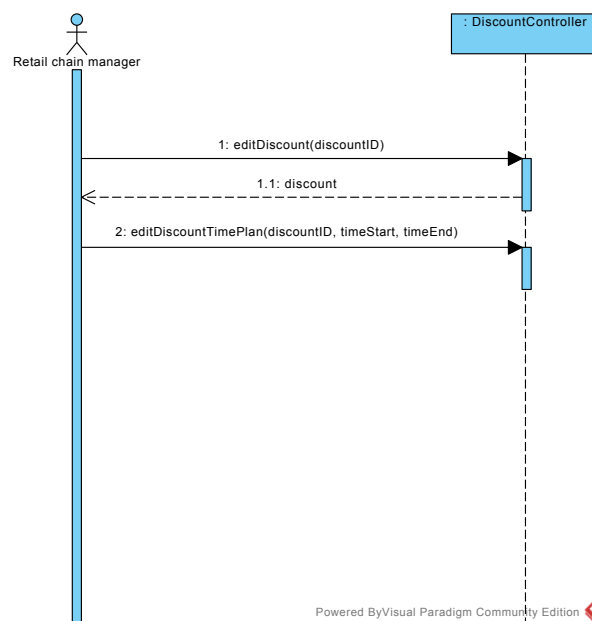 : DiscountController
Retail chain manager
1: editDiscount(discountID)
1.1: discount
2: editDiscountTimePlan(discountID, timeStart, timeEnd)
Powered ByVisual Paradigm Community Edition